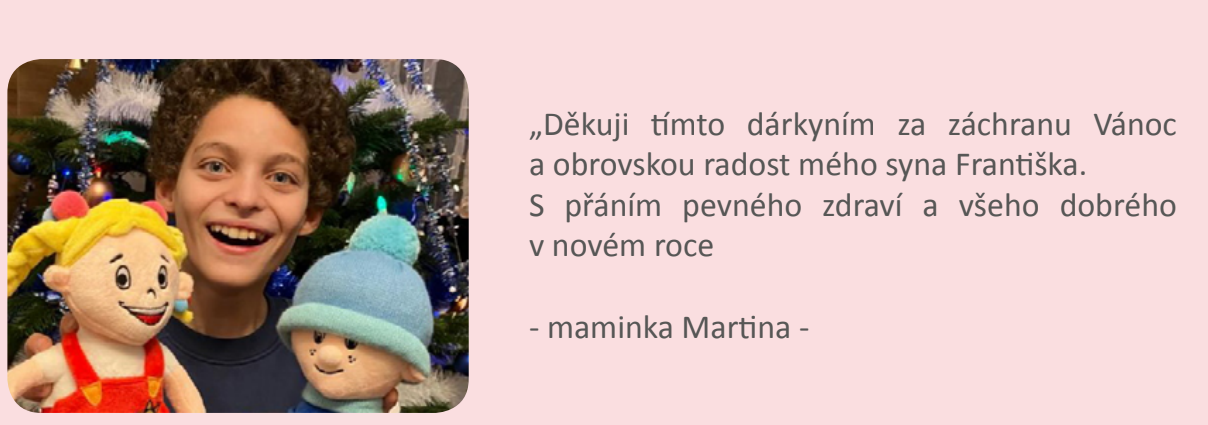 „Děkuji tímto dárkyním za záchranu Vánoc
a obrovskou radost mého syna Františka.
S přáním pevného zdraví a všeho dobrého
v novém roce
- maminka Martina -